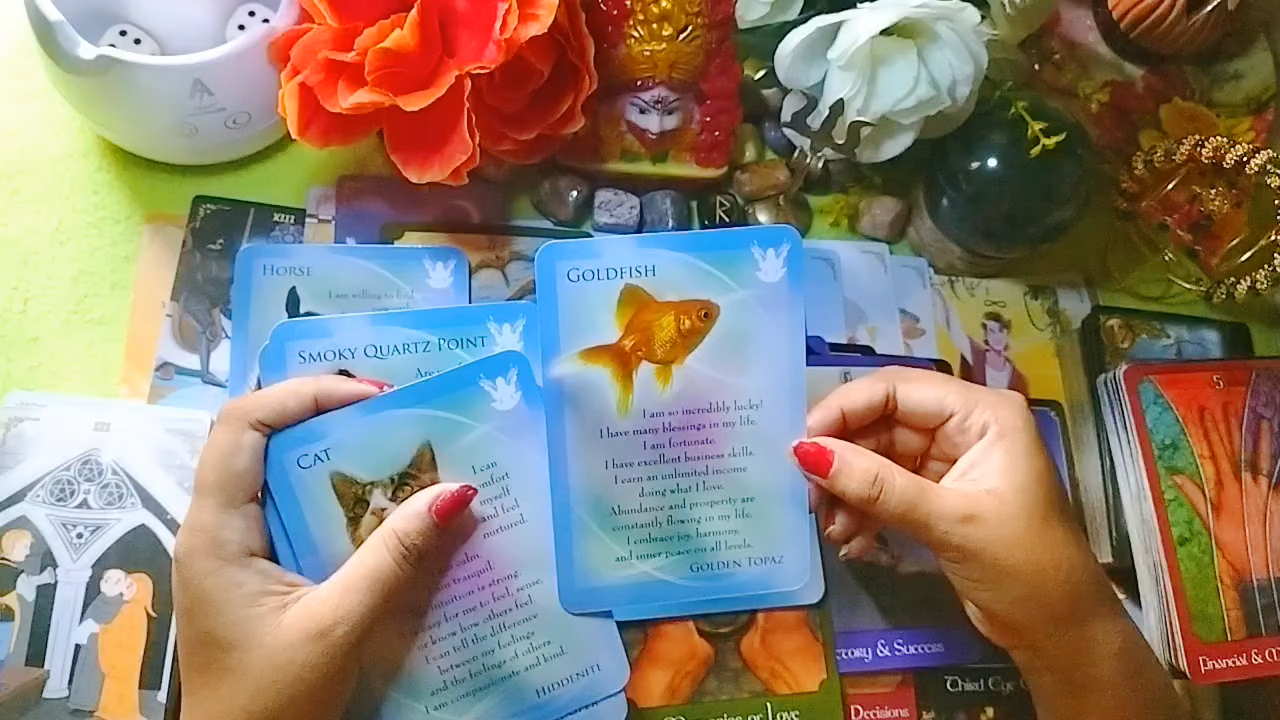 XIII
HORSE
I am willing to find
SMOKY QUARTZ POINT
Are
GOLDFISH
I am so incredibly lucky!
I have many blessings in my life.
I am fortunate.
I have excellent business skills.
I earn an unlimited income
doing what I love.
Abundance and prosperity are
constantly flowing in my life.
I embrace joy, harmony,
and inner peace on all levels.
GOLDEN TOPAZ
CAT
I can
comfort
myself
and feel
nurtured.
calm.
tranquil.
intuition is strong.
for me to feel, sense,
or know how others feel.
I can tell the difference
between my feelings
and the feelings of others.
I am compassionate and kind.
HIDDENITE
III
R
5
Financial &
& Success
Third Eye
Decisions
or Love